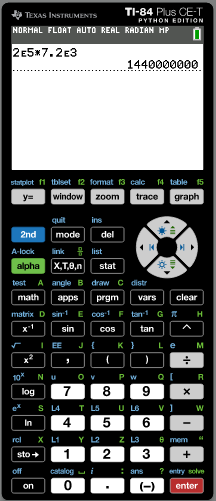 TEXAS INSTRUMENTS TI-84 Plus CE-T
PYTHON EDITION
NORMAL FLOAT AUTO REAL RADIAN MP
2E5*7.2E3
1440000000
statplot f1 tblset f2 format f3 calc f4 table f5
y= window zoom trace graph
quit ins
2nd mode del
A-lock link list
alpha X,T,θ,n stat
test A angle B draw C distr
math apps prgm vars clear
matrix D sin⁻¹ E cos⁻¹ F tan⁻¹ G π H
x⁻¹ sin cos tan ^
√ I EE J { K } L e M
x² , ( ) ÷
10ˣ N u O v P w Q [ R
log 7 8 9 ×
eˣ S L4 T L5 U L6 V ] W
ln 4 5 6 −
rcl X L1 Y L2 Z L3 θ mem "
sto→ 1 2 3 +
off catalog ␣ i : ans ? entry solve
on 0 . (−) enter